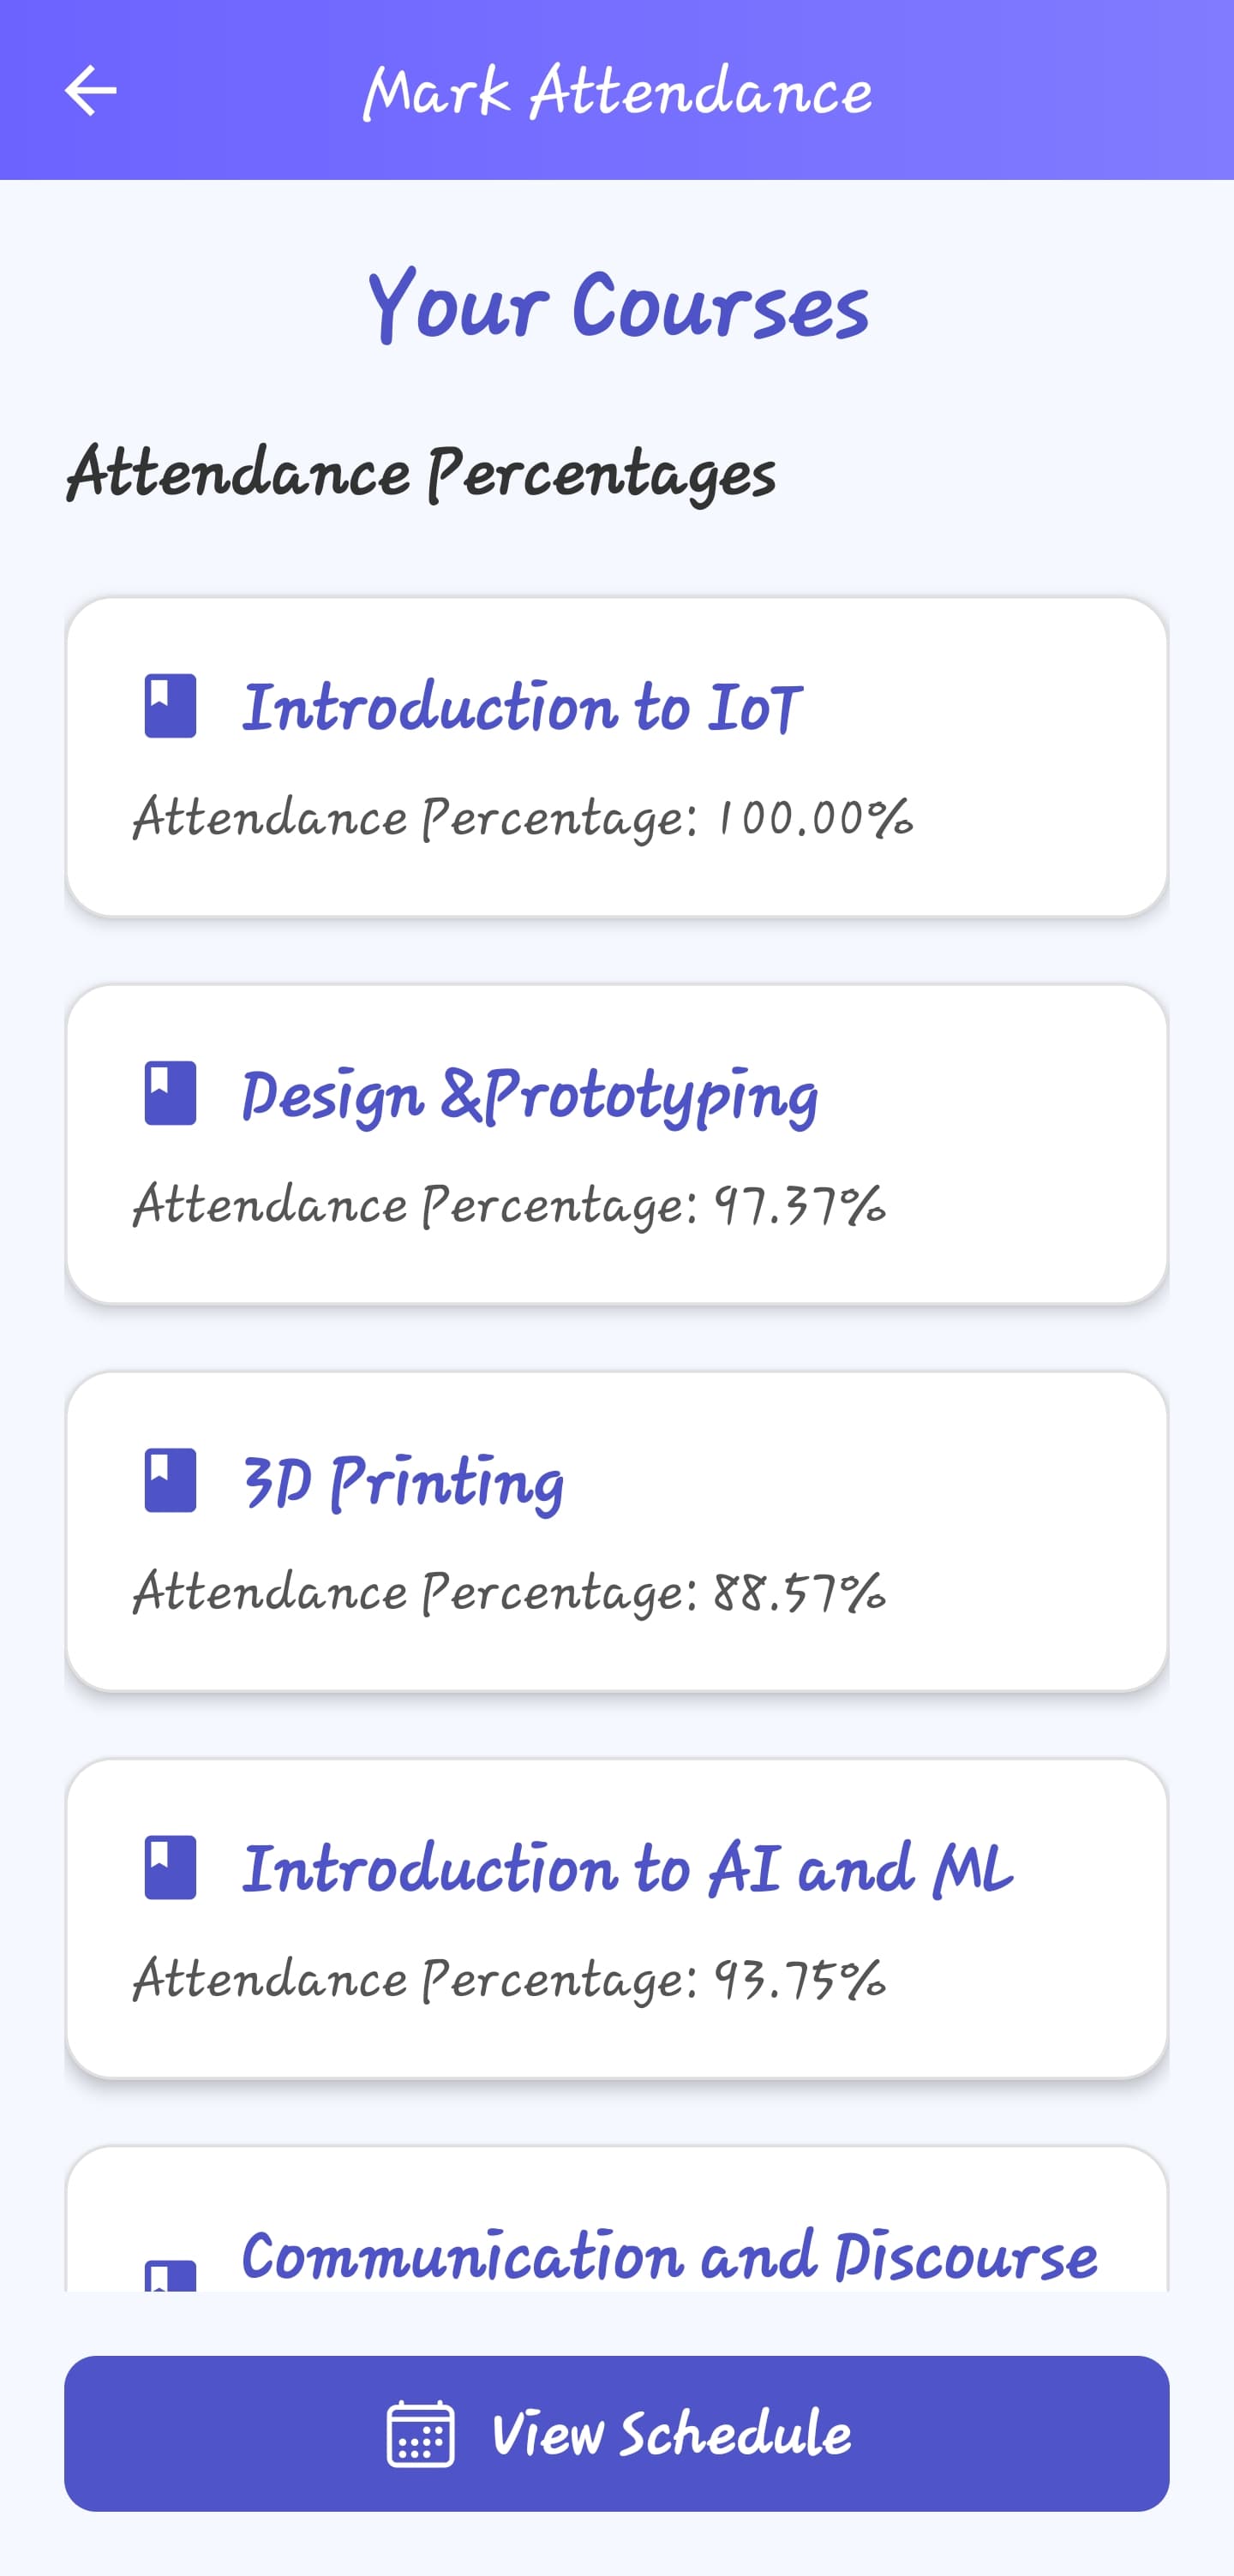 Mark Attendance
Your Courses
Attendance Percentages
Introduction to IoT
Attendance Percentage: 100.00%
Design &Prototyping
Attendance Percentage: 97.37%
3D Printing
Attendance Percentage: 88.57%
Introduction to AI and ML
Attendance Percentage: 93.75%
Communication and Discourse
View Schedule